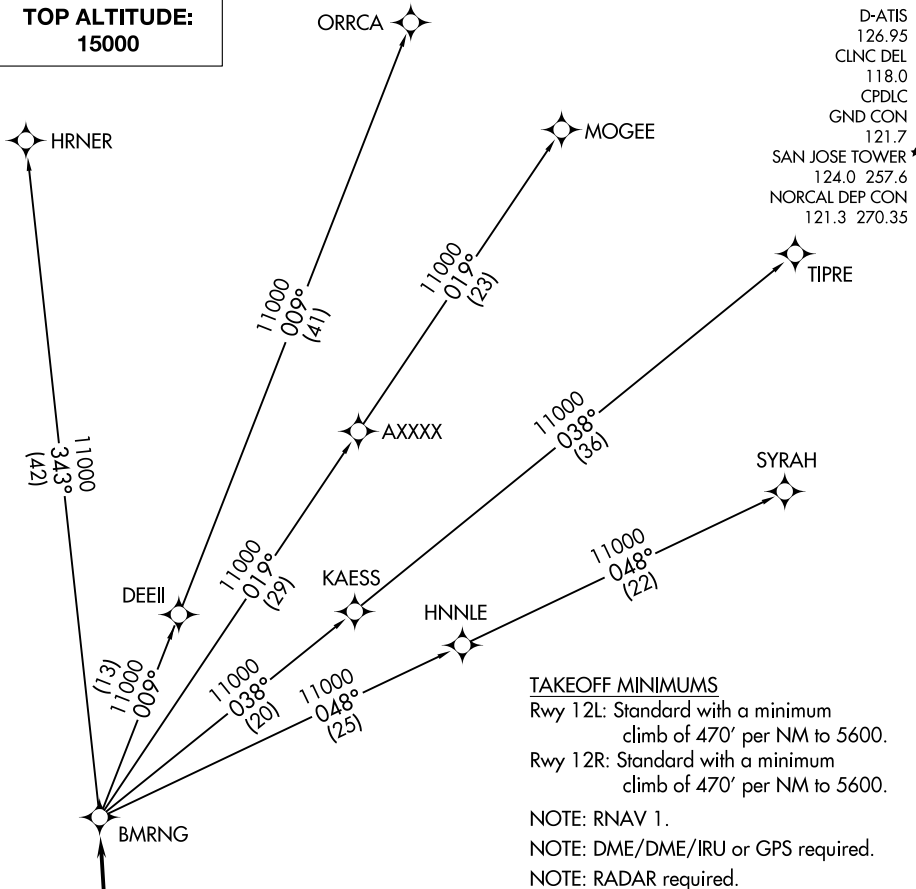 TOP ALTITUDE:
15000
D-ATIS
126.95
CLNC DEL
118.0
CPDLC
GND CON
121.7
SAN JOSE TOWER ★
124.0 257.6
NORCAL DEP CON
121.3 270.35
ORRCA
HRNER
MOGEE
TIPRE
11000
009°
(41)
11000
019°
(23)
11000
038°
(36)
AXXXX
SYRAH
11000
343°
(42)
11000
048°
(22)
11000
019°
(29)
DEEII
KAESS
HNNLE
(13)
11000
009°
11000
038°
(20)
11000
048°
(25)
BMRNG
TAKEOFF MINIMUMS
Rwy 12L: Standard with a minimum
climb of 470' per NM to 5600.
Rwy 12R: Standard with a minimum
climb of 470' per NM to 5600.
NOTE: RNAV 1.
NOTE: DME/DME/IRU or GPS required.
NOTE: RADAR required.